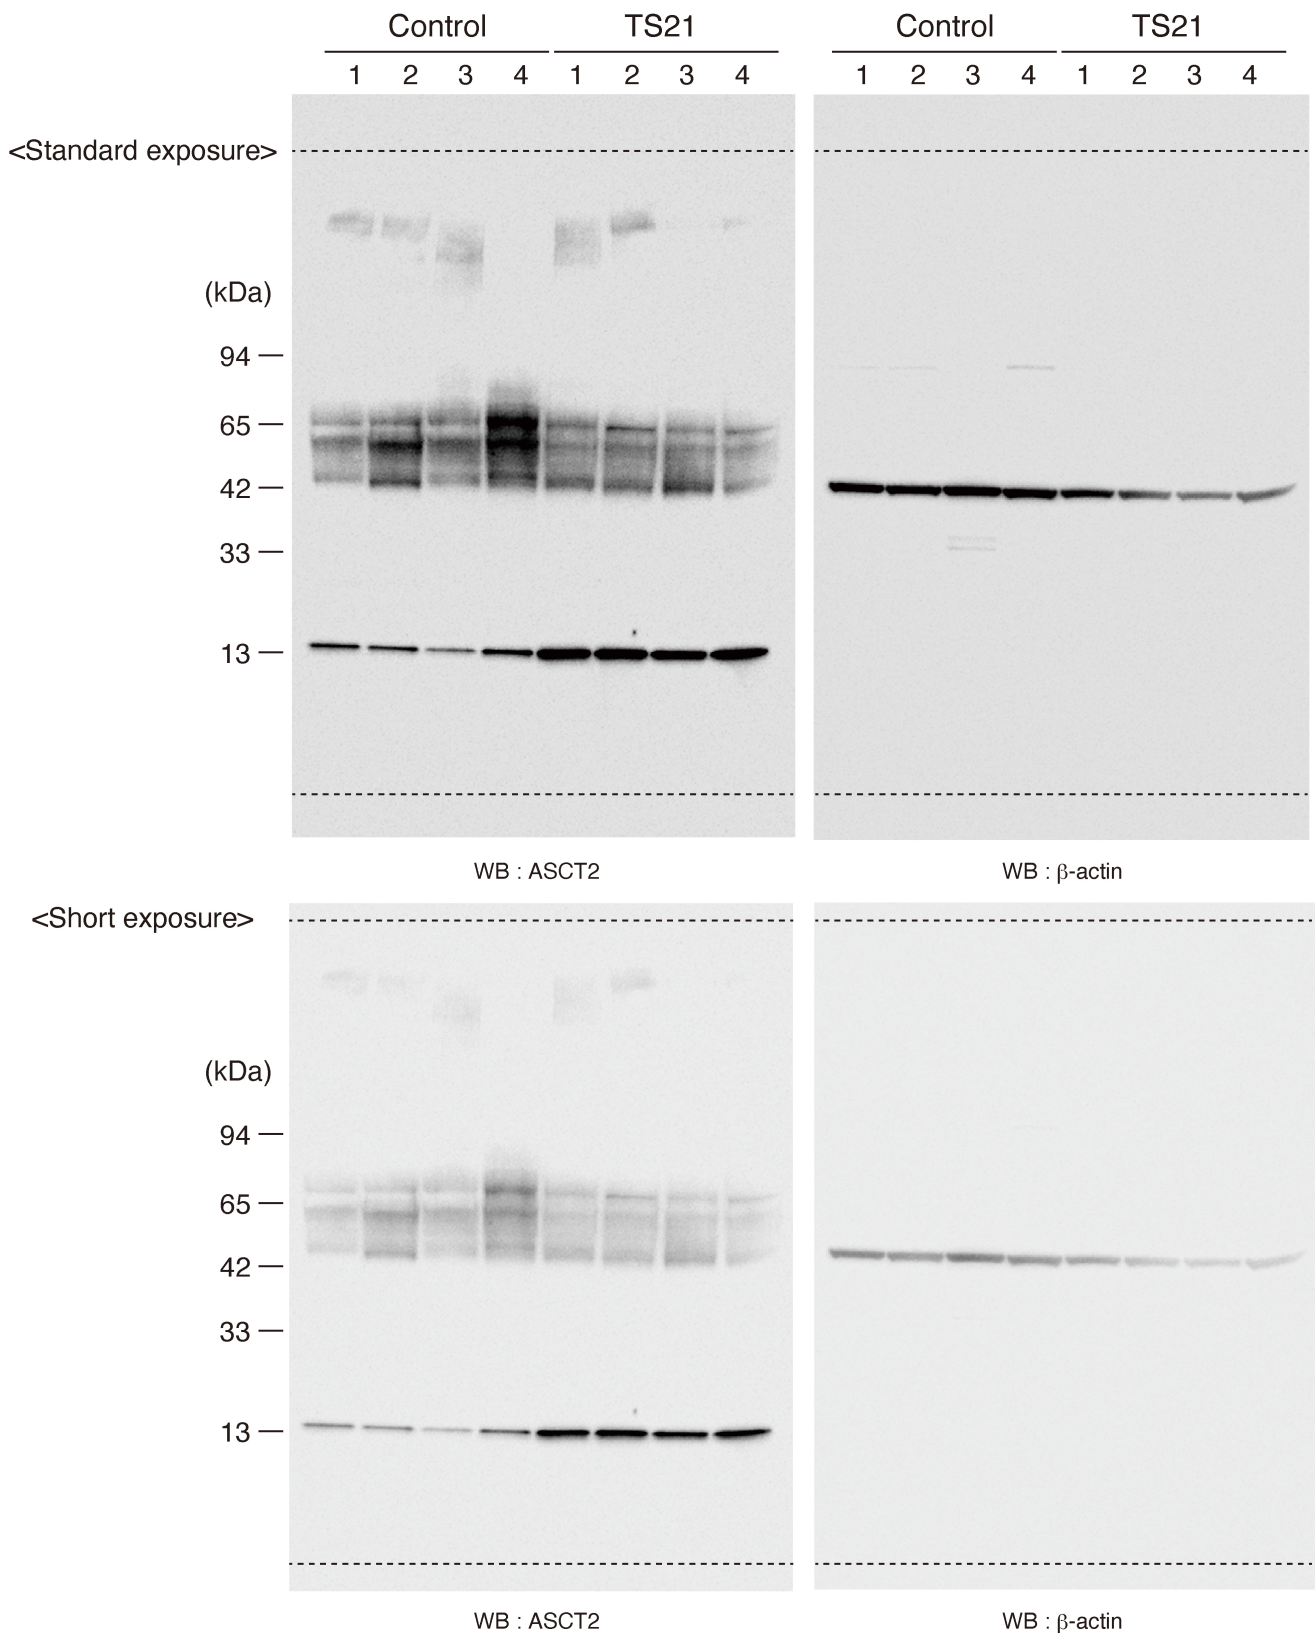 Control TS21 Control TS21
1 2 3 4 1 2 3 4 1 2 3 4 1 2 3 4
<Standard exposure>
(kDa)
94
65
42
33
13
WB : ASCT2 WB : β-actin
<Short exposure>
(kDa)
94
65
42
33
13
WB : ASCT2 WB : β-actin